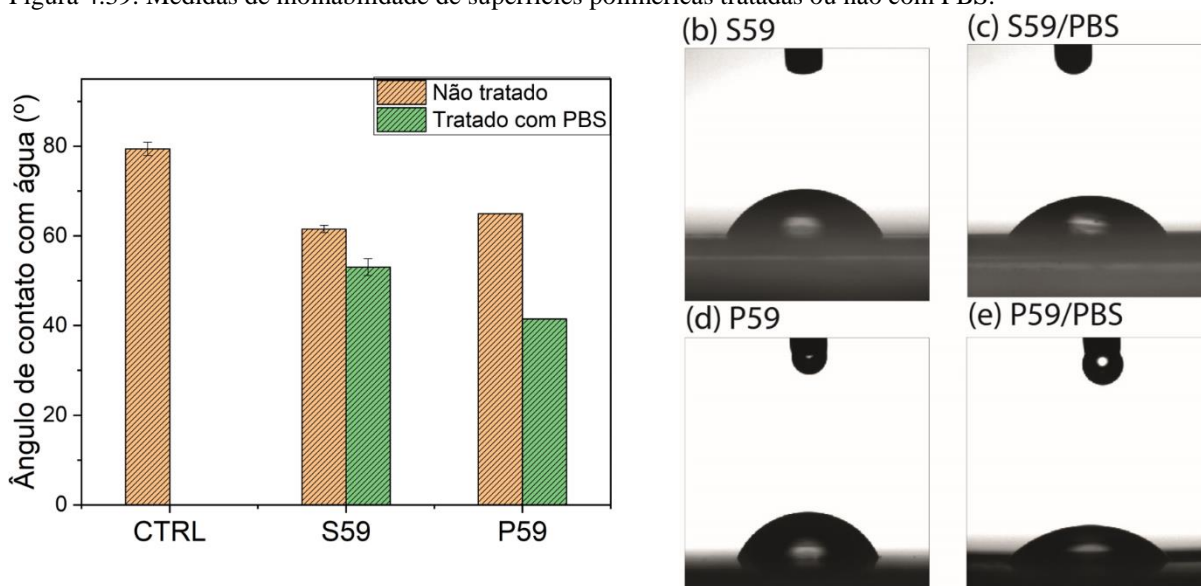 Figura 4.39: Medidas de molhabilidade de superfícies poliméricas tratadas ou não com PBS.
Ângulo de contato com água (º)
80
60
40
20
0
Não tratado
Tratado com PBS
CTRL
S59
P59
(b) S59
(c) S59/PBS
(d) P59
(e) P59/PBS